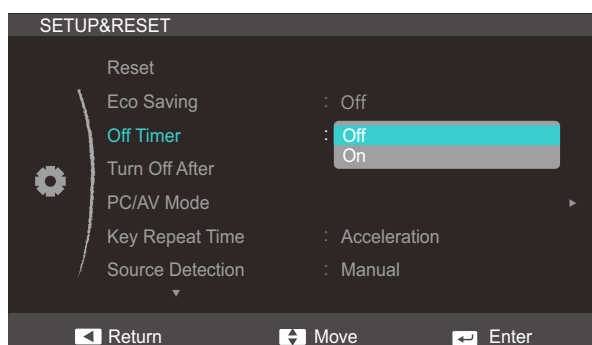 SETUP&RESET
Reset
Eco Saving : Off
Off Timer : Off
On
Turn Off After
PC/AV Mode
Key Repeat Time : Acceleration
Source Detection : Manual
Return Move Enter